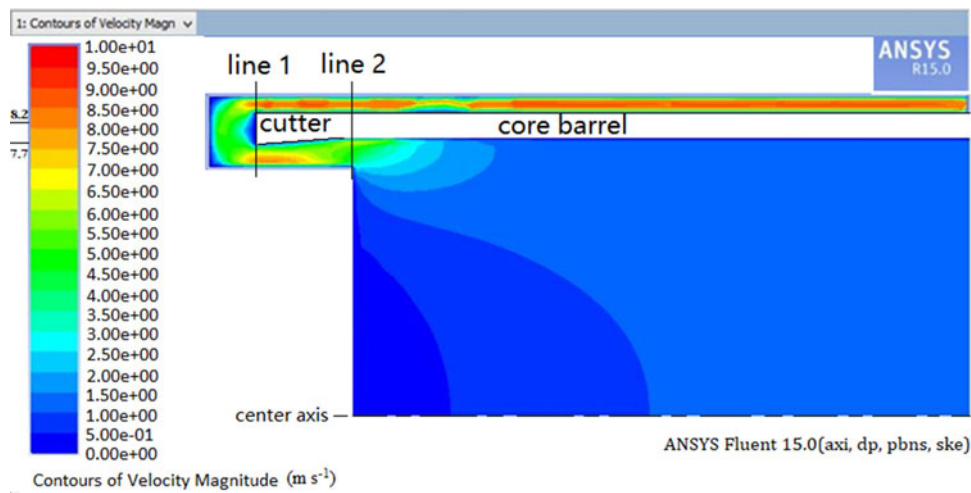 1: Contours of Velocity Magn
1.00e+01
9.50e+00
9.00e+00
8.50e+00
8.00e+00
7.50e+00
7.00e+00
6.50e+00
6.00e+00
5.50e+00
5.00e+00
4.50e+00
4.00e+00
3.50e+00
3.00e+00
2.50e+00
2.00e+00
1.50e+00
1.00e+00
5.00e-01
0.00e+00
8.2
7.7
line 1 line 2
ANSYS
R15.0
cutter
core barrel
center axis
ANSYS Fluent 15.0(axi, dp, pbns, ske)
Contours of Velocity Magnitude (m s⁻¹)